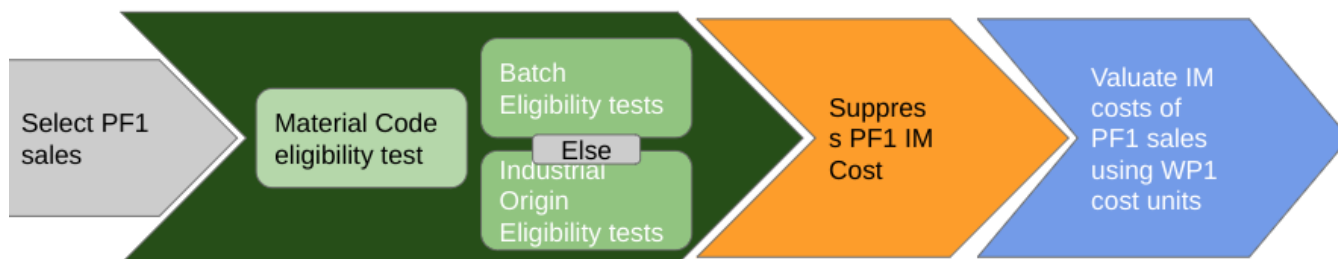 Select PF1
sales
Material Code
eligibility test
Batch
Eligibility tests
Else
Industrial
Origin
Eligibility tests
Suppres
s PF1 IM
Cost
Valuate IM
costs of
PF1 sales
using WP1
cost units